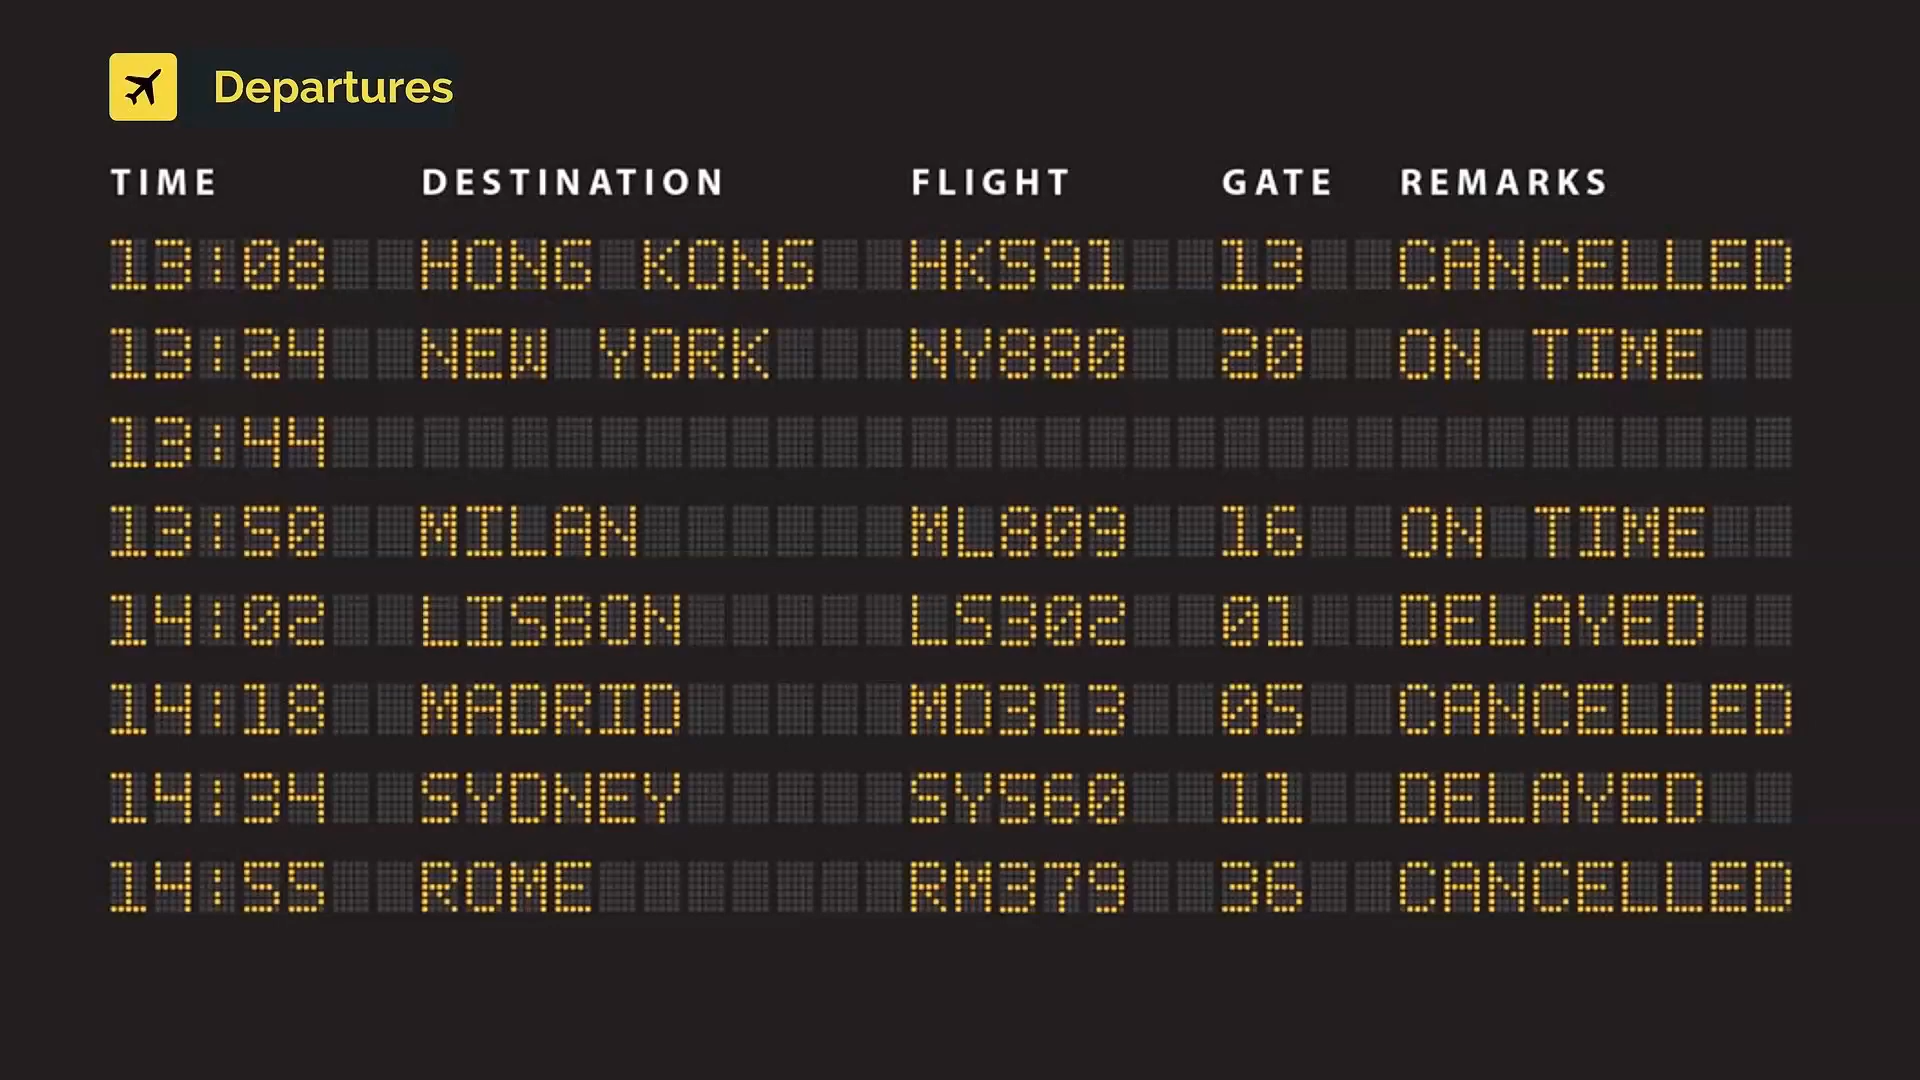 Departures
TIME DESTINATION FLIGHT GATE REMARKS
13:08 HONG KONG HK591 13 CANCELLED
13:24 NEW YORK NY880 20 ON TIME
13:44
13:50 MILAN ML809 16 ON TIME
14:02 LISBON LS302 01 DELAYED
14:18 MADRID MD313 05 CANCELLED
14:34 SYDNEY SY560 11 DELAYED
14:55 ROME RM379 36 CANCELLED